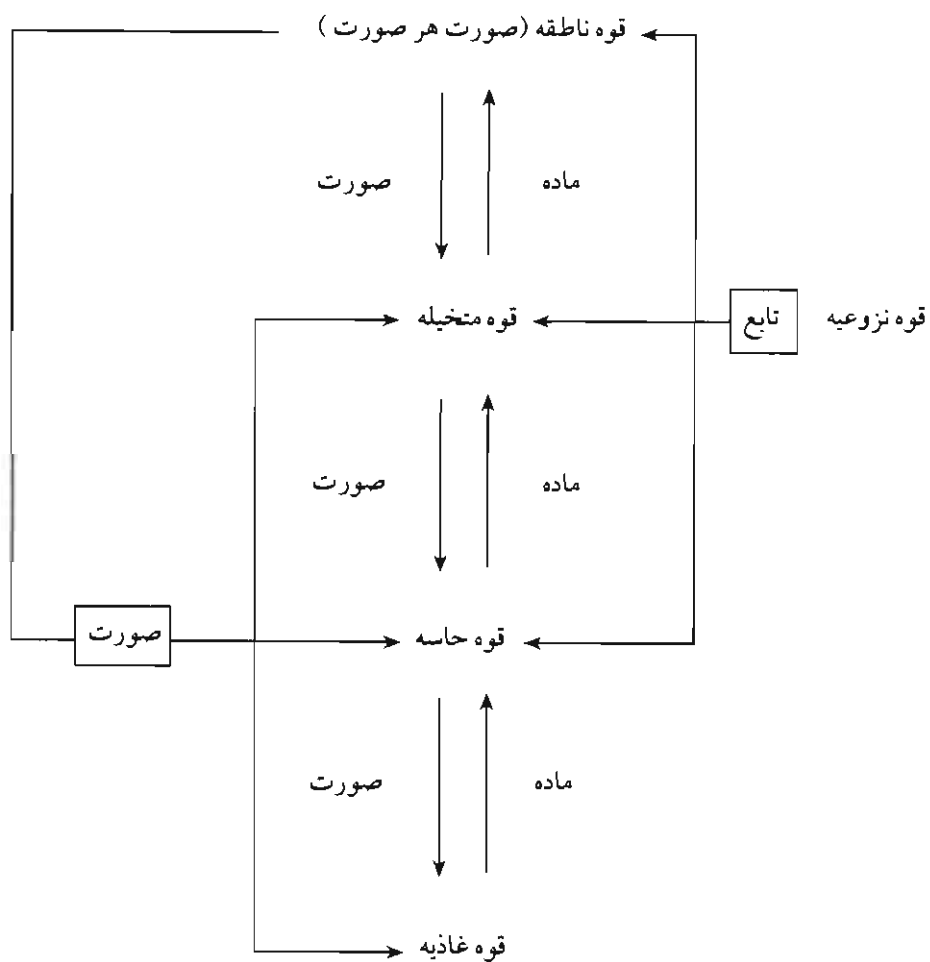 قوه ناطقه (صورت هر صورت )
ماده
صورت
قوه نزوعیه
تابع
قوه متخیله
ماده
صورت
قوه حاسه
صورت
ماده
صورت
قوه غاذیه